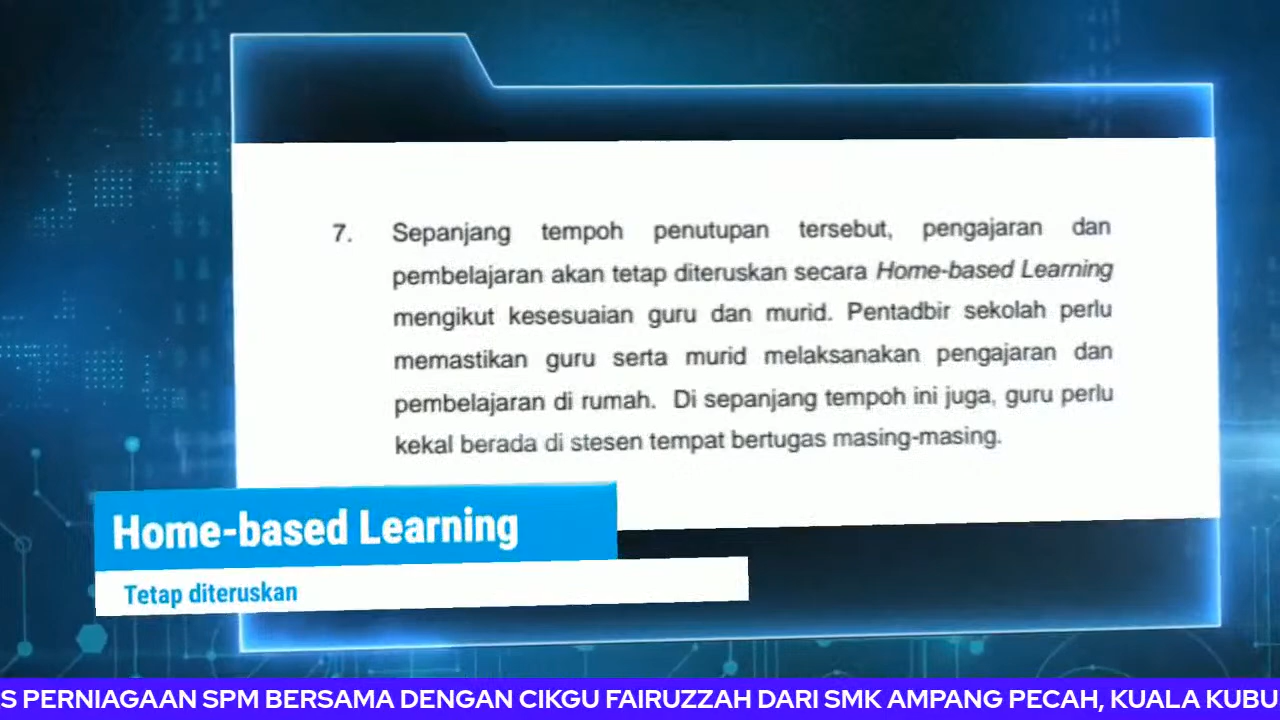 7. Sepanjang tempoh penutupan tersebut, pengajaran dan
pembelajaran akan tetap diteruskan secara Home-based Learning
mengikut kesesuaian guru dan murid. Pentadbir sekolah perlu
memastikan guru serta murid melaksanakan pengajaran dan
pembelajaran di rumah. Di sepanjang tempoh ini juga, guru perlu
kekal berada di stesen tempat bertugas masing-masing.
Home-based Learning
Tetap diteruskan
S PERNIAGAAN SPM BERSAMA DENGAN CIKGU FAIRUZZAH DARI SMK AMPANG PECAH, KUALA KUBU